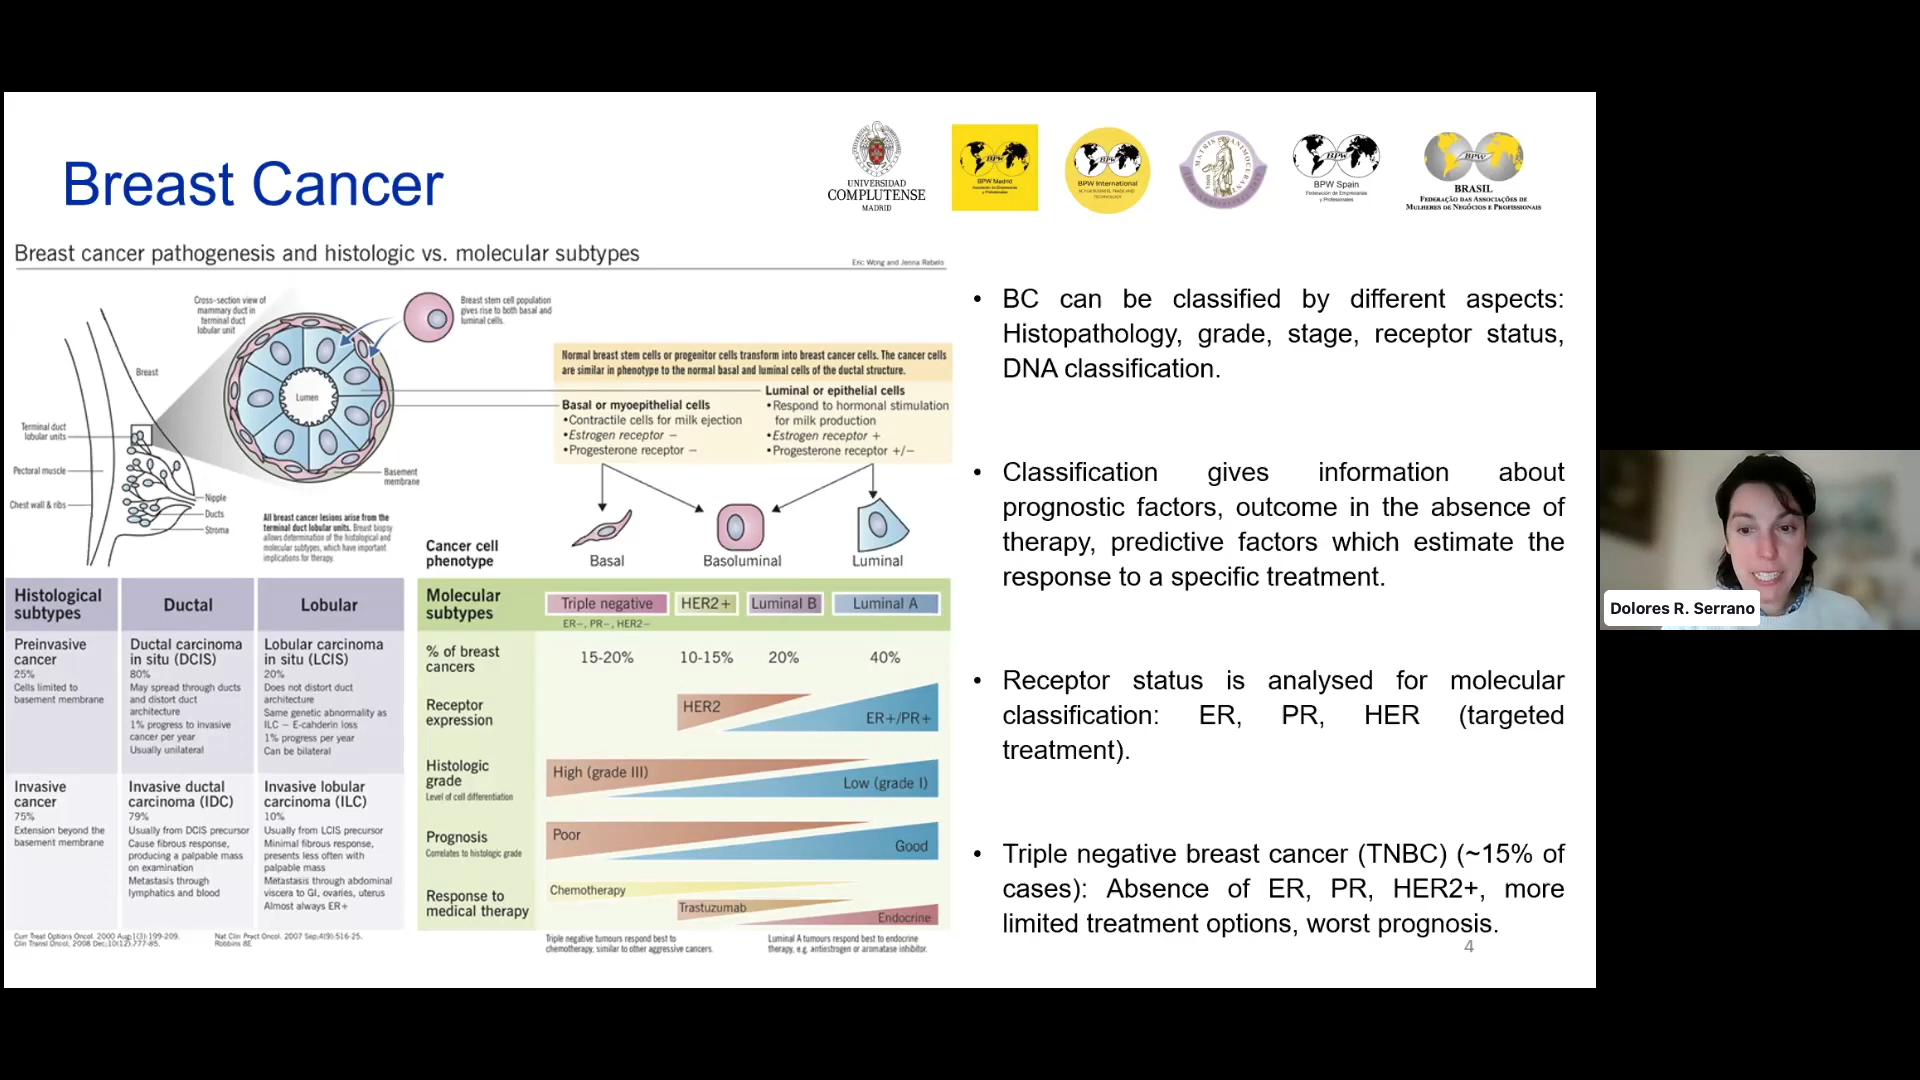 Breast Cancer
UNIVERSIDAD
COMPLUTENSE
MADRID
BPW
BPW Madrid
BPW
BPW International
BPW
BPW Spain
Federación de Empresarias
y Profesionales
BPW
BRASIL
FEDERAÇÃO DAS ASSOCIAÇÕES DE
MULHERES DE NEGÓCIOS E PROFISSIONAIS
Breast cancer pathogenesis and histologic vs. molecular subtypes
Eric Wong and Jenna Rebelo
Cross-section view of
mammary duct in
terminal duct
lobular unit
Breast stem cell population
gives rise to both basal and
luminal cells.
Breast
Lumen
Terminal duct
lobular units
Pectoral muscle
Chest wall & ribs
Nipple
Ducts
Stroma
Basement
membrane
All breast cancer lesions arise from the
terminal duct lobular units. Breast biopsy
allows determination of the histological and
molecular subtypes, which have important
implications for therapy.
Normal breast stem cells or progenitor cells transform into breast cancer cells. The cancer cells
are similar in phenotype to the normal basal and luminal cells of the ductal structure.
Basal or myoepithelial cells
•Contractile cells for milk ejection
•Estrogen receptor −
•Progesterone receptor −
Luminal or epithelial cells
•Respond to hormonal stimulation
for milk production
•Estrogen receptor +
•Progesterone receptor +/−
Cancer cell
phenotype
Basal
Basoluminal
Luminal
Histological
subtypes
Ductal
Lobular
Preinvasive
cancer
25%
Cells limited to
basement membrane
Ductal carcinoma
in situ (DCIS)
80%
May spread through ducts
and distort duct
architecture
1% progress to invasive
cancer per year
Usually unilateral
Lobular carcinoma
in situ (LCIS)
20%
Does not distort duct
architecture
Same genetic abnormality as
ILC − E-cahderin loss
1% progress per year
Can be bilateral
Invasive
cancer
75%
Extension beyond the
basement membrane
Invasive ductal
carcinoma (IDC)
79%
Usually from DCIS precursor
Cause fibrous response,
producing a palpable mass
on examination
Metastasis through
lymphatics and blood
Invasive lobular
carcinoma (ILC)
10%
Usually from LCIS precursor
Minimal fibrous response,
presents less often with
palpable mass
Metastasis through abdominal
viscera to GI, ovaries, uterus
Almost always ER+
Curr Treat Options Oncol. 2000 Aug;1(3):199-209.
Clin Transl Oncol. 2008 Dec;10(12):777-85.
Nat Clin Pract Oncol. 2007 Sep;4(9):516-25.
Robbins 8E.
Molecular
subtypes
Triple negative
ER−, PR−, HER2−
HER2+
Luminal B
Luminal A
% of breast
cancers
15-20%
10-15%
20%
40%
Receptor
expression
HER2
ER+/PR+
Histologic
grade
Level of cell differentiation
High (grade III)
Low (grade I)
Prognosis
Correlates to histologic grade
Poor
Good
Response to
medical therapy
Chemotherapy
Trastuzumab
Endocrine
Triple negative tumours respond best to
chemotherapy, similar to other aggressive cancers.
Luminal A tumours respond best to endocrine
therapy, e.g. antiestrogen or aromatase inhibitor.
• BC can be classified by different aspects:
Histopathology, grade, stage, receptor status,
DNA classification.
• Classification gives information about
prognostic factors, outcome in the absence of
therapy, predictive factors which estimate the
response to a specific treatment.
• Receptor status is analysed for molecular
classification: ER, PR, HER (targeted
treatment).
• Triple negative breast cancer (TNBC) (~15% of
cases): Absence of ER, PR, HER2+, more
limited treatment options, worst prognosis.
4
Dolores R. Serrano